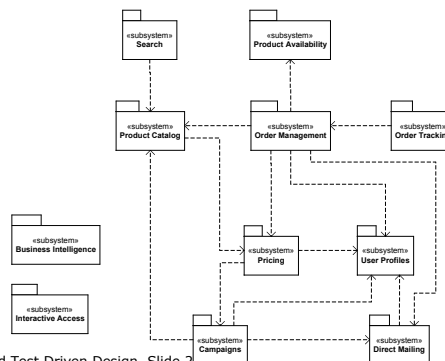 «subsystem»
Search
«subsystem»
Product Availability
«subsystem»
Product Catalog
«subsystem»
Order Management
«subsystem»
Order Trackin
«subsystem»
Business Intelligence
«subsystem»
Pricing
«subsystem»
User Profiles
«subsystem»
Interactive Access
«subsystem»
Campaigns
«subsystem»
Direct Mailing
d Test Driven Design, Slide 2